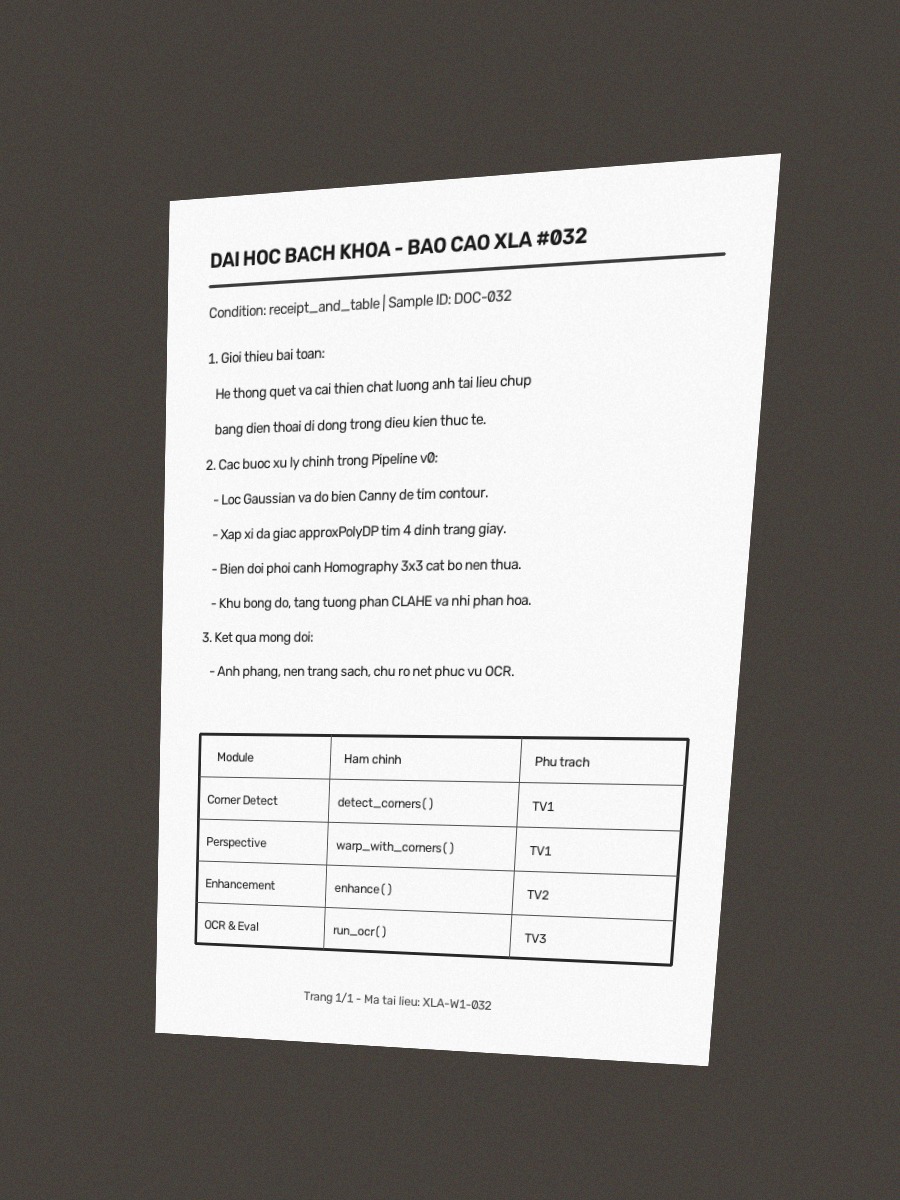 DAI HOC BACH KHOA - BAO CAO XLA #032
Condition: receipt_and_table | Sample ID: DOC-032
1. Gioi thieu bai toan:
He thong quet va cai thien chat luong anh tai lieu chup
bang dien thoai di dong trong dieu kien thuc te.
2. Cac buoc xu ly chinh trong Pipeline v0:
- Loc Gaussian va do bien Canny de tim contour.
- Xap xi da giac approxPolyDP tim 4 dinh trang giay.
- Bien doi phoi canh Homography 3x3 cat bo nen thua.
- Khu bong do, tang tuong phan CLAHE va nhi phan hoa.
3. Ket qua mong doi:
- Anh phang, nen trang sach, chu ro net phuc vu OCR.
Module Ham chinh Phu trach
Corner Detect detect_corners() TV1
Perspective warp_with_corners() TV1
Enhancement enhance() TV2
OCR & Eval run_ocr() TV3
Trang 1/1 - Ma tai lieu: XLA-W1-032